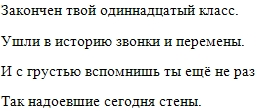 Закончен твой одиннадцатый класс.
Ушли в историю звонки и перемены.
И с грустью вспомнишь ты ещё не раз
Так надоевшие сегодня стены.